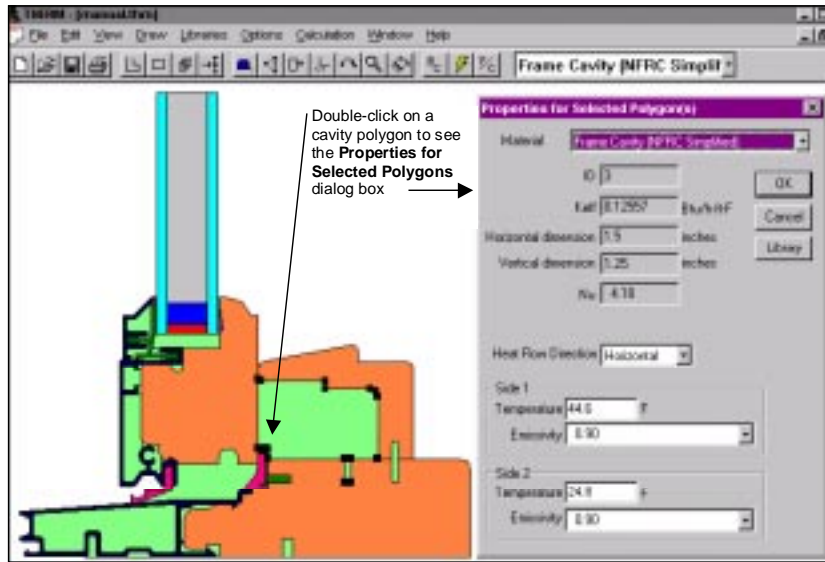 THERM - [manual.thm]
File Edit View Draw Libraries Options Calculation Window Help
Frame Cavity (NFRC Simplif
Double-click on a
cavity polygon to see
the Properties for
Selected Polygons
dialog box
Properties for Selected Polygon(s)
Material Frame Cavity (NFRC Simplified)
ID 3
Keff 0.12957
Horizontal dimension 1.5 inches
Vertical dimension 1.25 inches
Nu 4.18
OK
Cancel
Library
Heat Flow Direction Horizontal
Side 1
Temperature 44.6 F
Emissivity 0.90
Side 2
Temperature 24.8 F
Emissivity 0.90